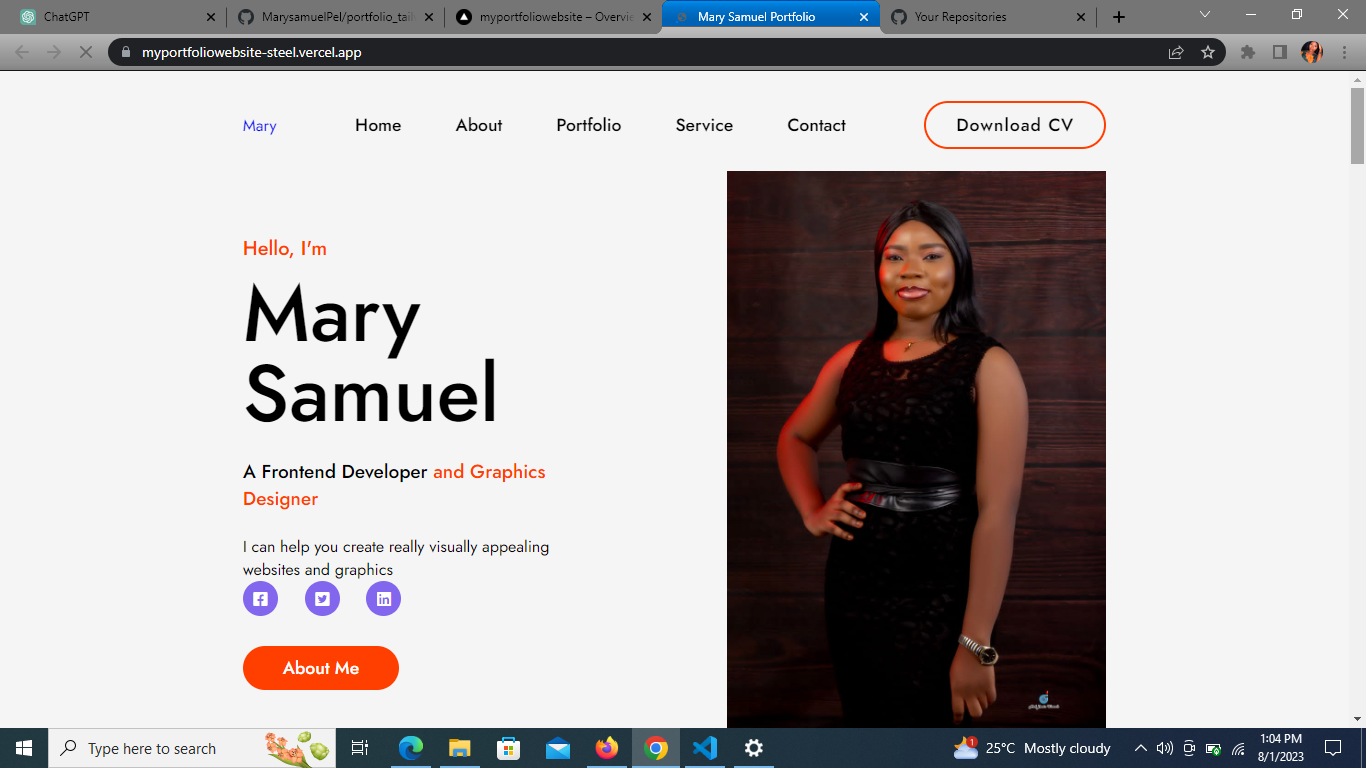 ChatGPT
MarysamuelPel/portfolio_tail
myportfoliowebsite – Overvie
Mary Samuel Portfolio
Your Repositories
myportfoliowebsite-steel.vercel.app
Mary
Home
About
Portfolio
Service
Contact
Download CV
Hello, I'm
Mary
Samuel
A Frontend Developer and Graphics
Designer
I can help you create really visually appealing
websites and graphics
About Me
Type here to search
1
25°C Mostly cloudy
1:04 PM
8/1/2023